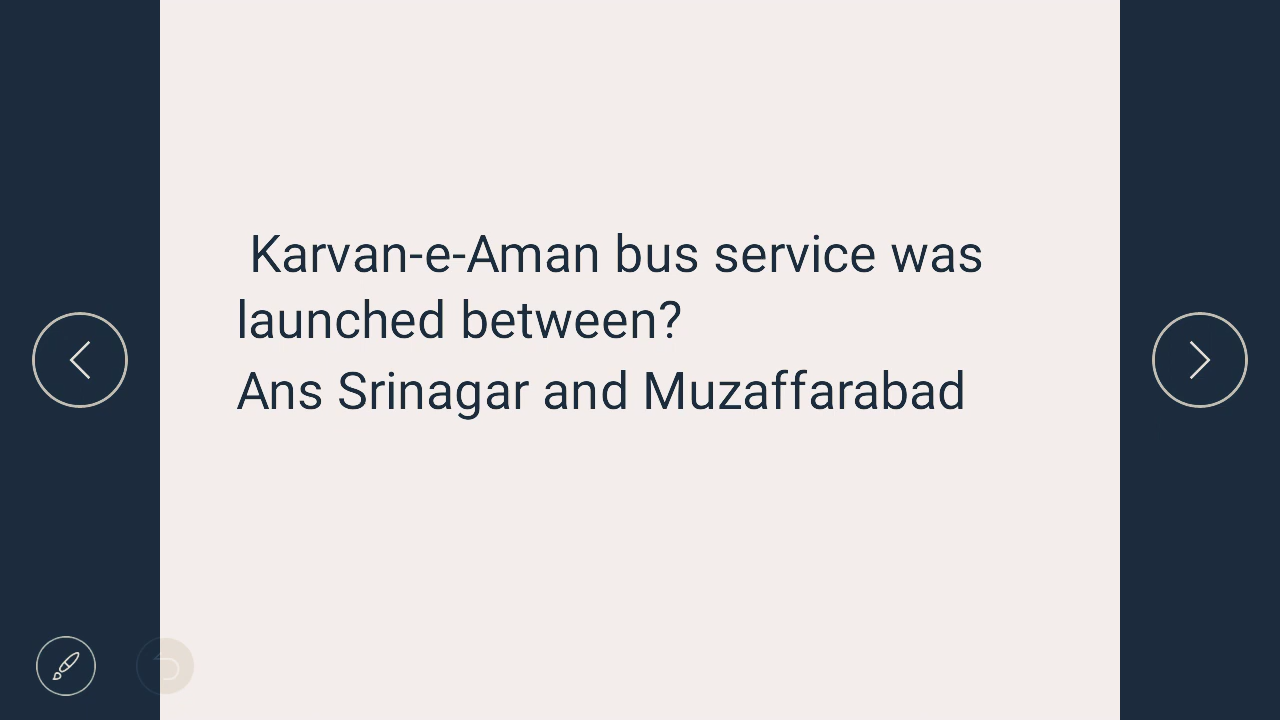 Karvan-e-Aman bus service was
launched between?
Ans Srinagar and Muzaffarabad